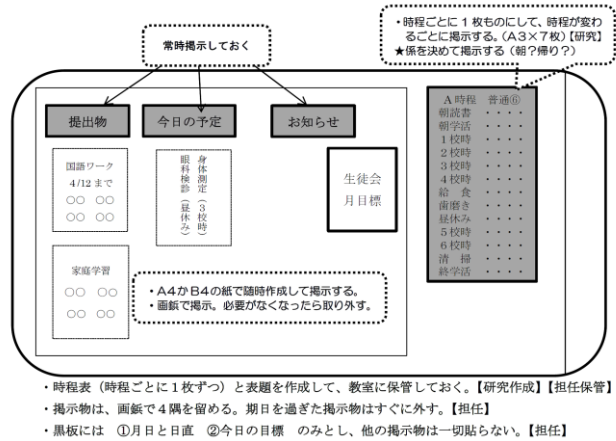 常時掲示しておく
・時程ごとに1枚ものにして、時程が変わ
るごとに掲示する。(A3×7枚)【研究】
★係を決めて掲示する(朝?帰り?)
提出物
今日の予定
お知らせ
国語ワーク
4/12まで
○○ ○○
○○ ○○
身体測定(3校時)
眼科検診(昼休み)
生徒会
月目標
A時程 普通⑥
朝読書 ・・・・
朝学活 ・・・・
1校時 ・・・・
2校時 ・・・・
3校時 ・・・・
4校時 ・・・・
給 食 ・・・・
歯磨き ・・・・
昼休み ・・・・
5校時 ・・・・
6校時 ・・・・
清 掃 ・・・・
終学活 ・・・・
家庭学習
○○ ○○
○○ ○○
・A4かB4の紙で随時作成して掲示する。
・画鋲で掲示。必要がなくなったら取り外す。
・時程表(時程ごとに1枚ずつ)と表題を作成して、教室に保管しておく。【研究作成】【担任保管】
・掲示物は、画鋲で4隅を留める。期日を過ぎた掲示物はすぐに外す。【担任】
・黒板には ①月日と日直 ②今日の目標 のみとし、他の掲示物は一切貼らない。【担任】